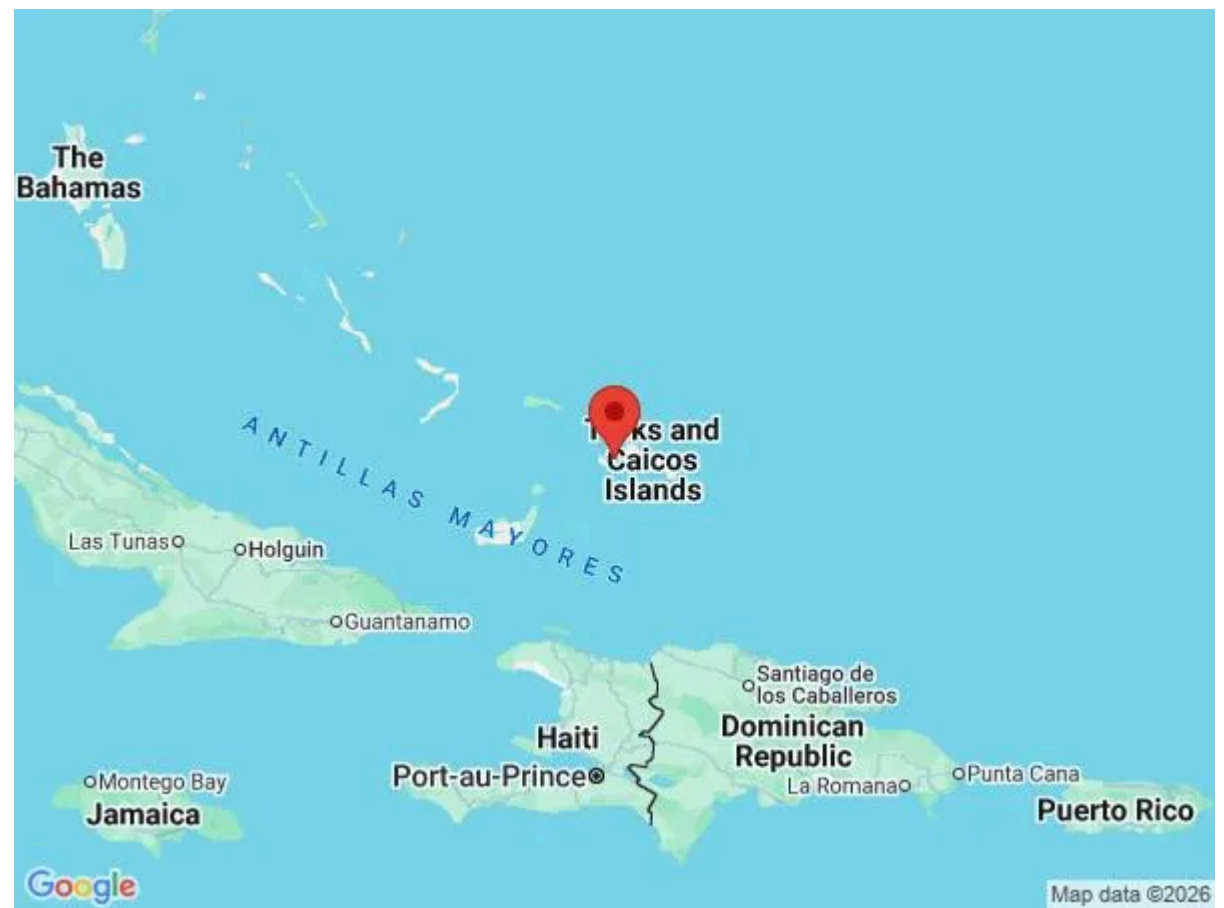 The
Bahamas
ANTILLAS MAYORES
Turks and
Caicos
Islands
Las Tunas
Holguin
Guantanamo
Santiago de
los Caballeros
Haiti
Dominican
Republic
Port-au-Prince
La Romana
Punta Cana
Montego Bay
Jamaica
Puerto Rico
Google
Map data ©2026